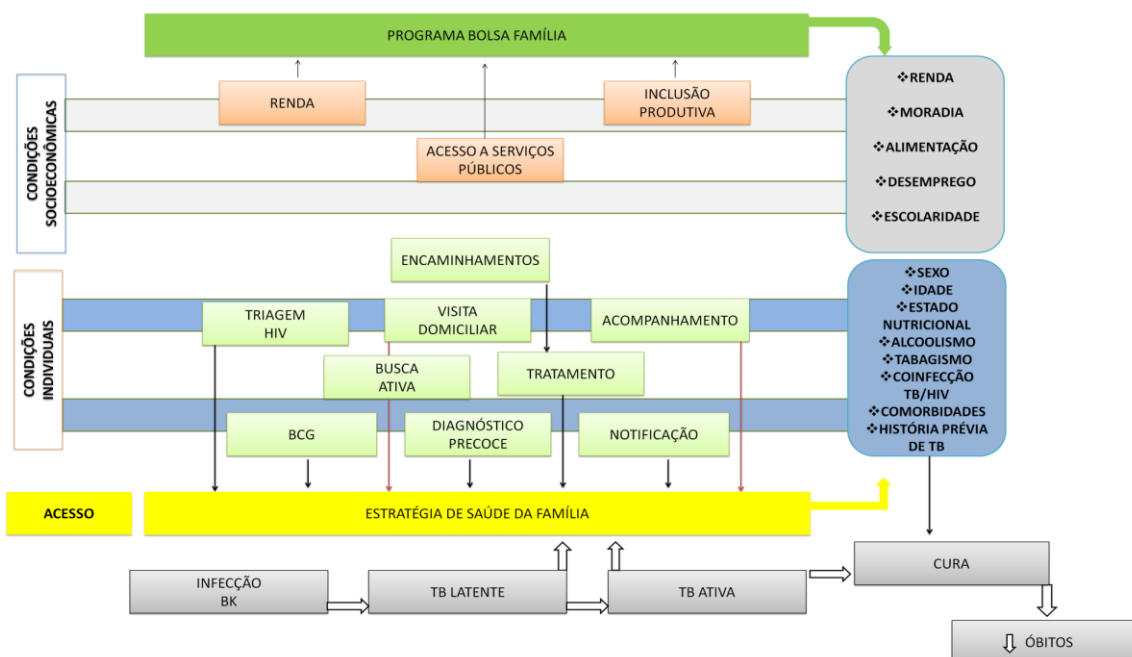 PROGRAMA BOLSA FAMÍLIA
CONDIÇÕES
SOCIOECONÔMICAS
RENDA
INCLUSÃO
PRODUTIVA
ACESSO A SERVIÇOS
PÚBLICOS
❖RENDA
❖MORADIA
❖ALIMENTAÇÃO
❖DESEMPREGO
❖ESCOLARIDADE
CONDIÇÕES
INDIVIDUAIS
ENCAMINHAMENTOS
TRIAGEM
HIV
VISITA
DOMICILIAR
ACOMPANHAMENTO
BUSCA
ATIVA
TRATAMENTO
BCG
DIAGNÓSTICO
PRECOCE
NOTIFICAÇÃO
❖SEXO
❖IDADE
❖ESTADO
NUTRICIONAL
❖ALCOOLISMO
❖TABAGISMO
❖COINFECÇÃO
TB/HIV
❖COMORBIDADES
❖HISTÓRIA PRÉVIA
DE TB
ACESSO
ESTRATÉGIA DE SAÚDE DA FAMÍLIA
INFECÇÃO
BK
TB LATENTE
TB ATIVA
CURA
ÓBITOS